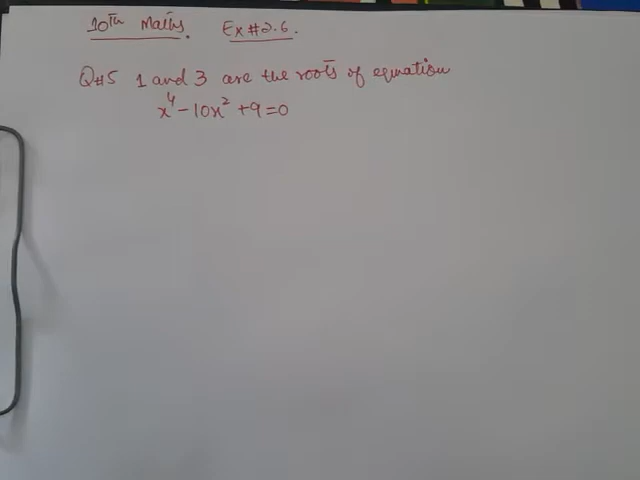 10Th Maths. Ex#2.6.
Q#5 1 and 3 are the roots of equation
x⁴-10x²+9=0